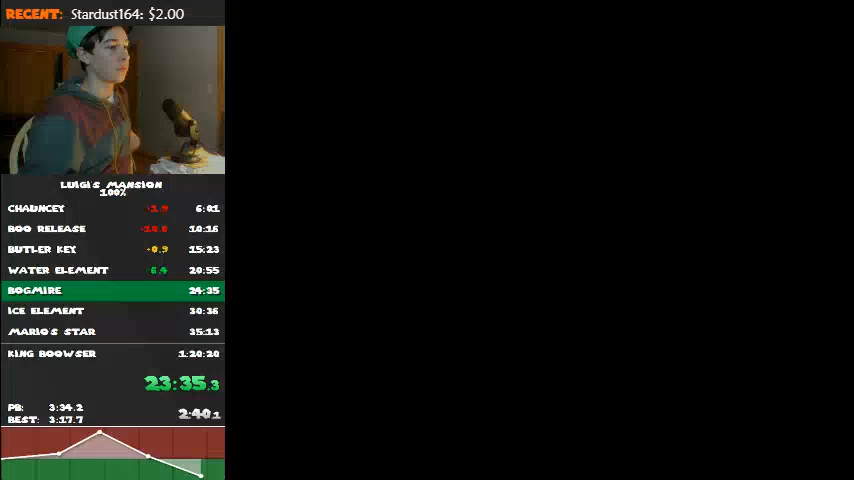 RECENT: Stardust164: $2.00
LUIGI'S MANSION
100%
CHAUNCEY 6:01
BOO RELEASE 10:16
BUTLER KEY 15:23
WATER ELEMENT 20:55
BOGMIRE 24:35
ICE ELEMENT 30:36
MARIO'S STAR 35:13
KING BOOWSER 1:20:20
23:35.3
PB: 3:34.2
BEST: 3:17.7
2:40.1